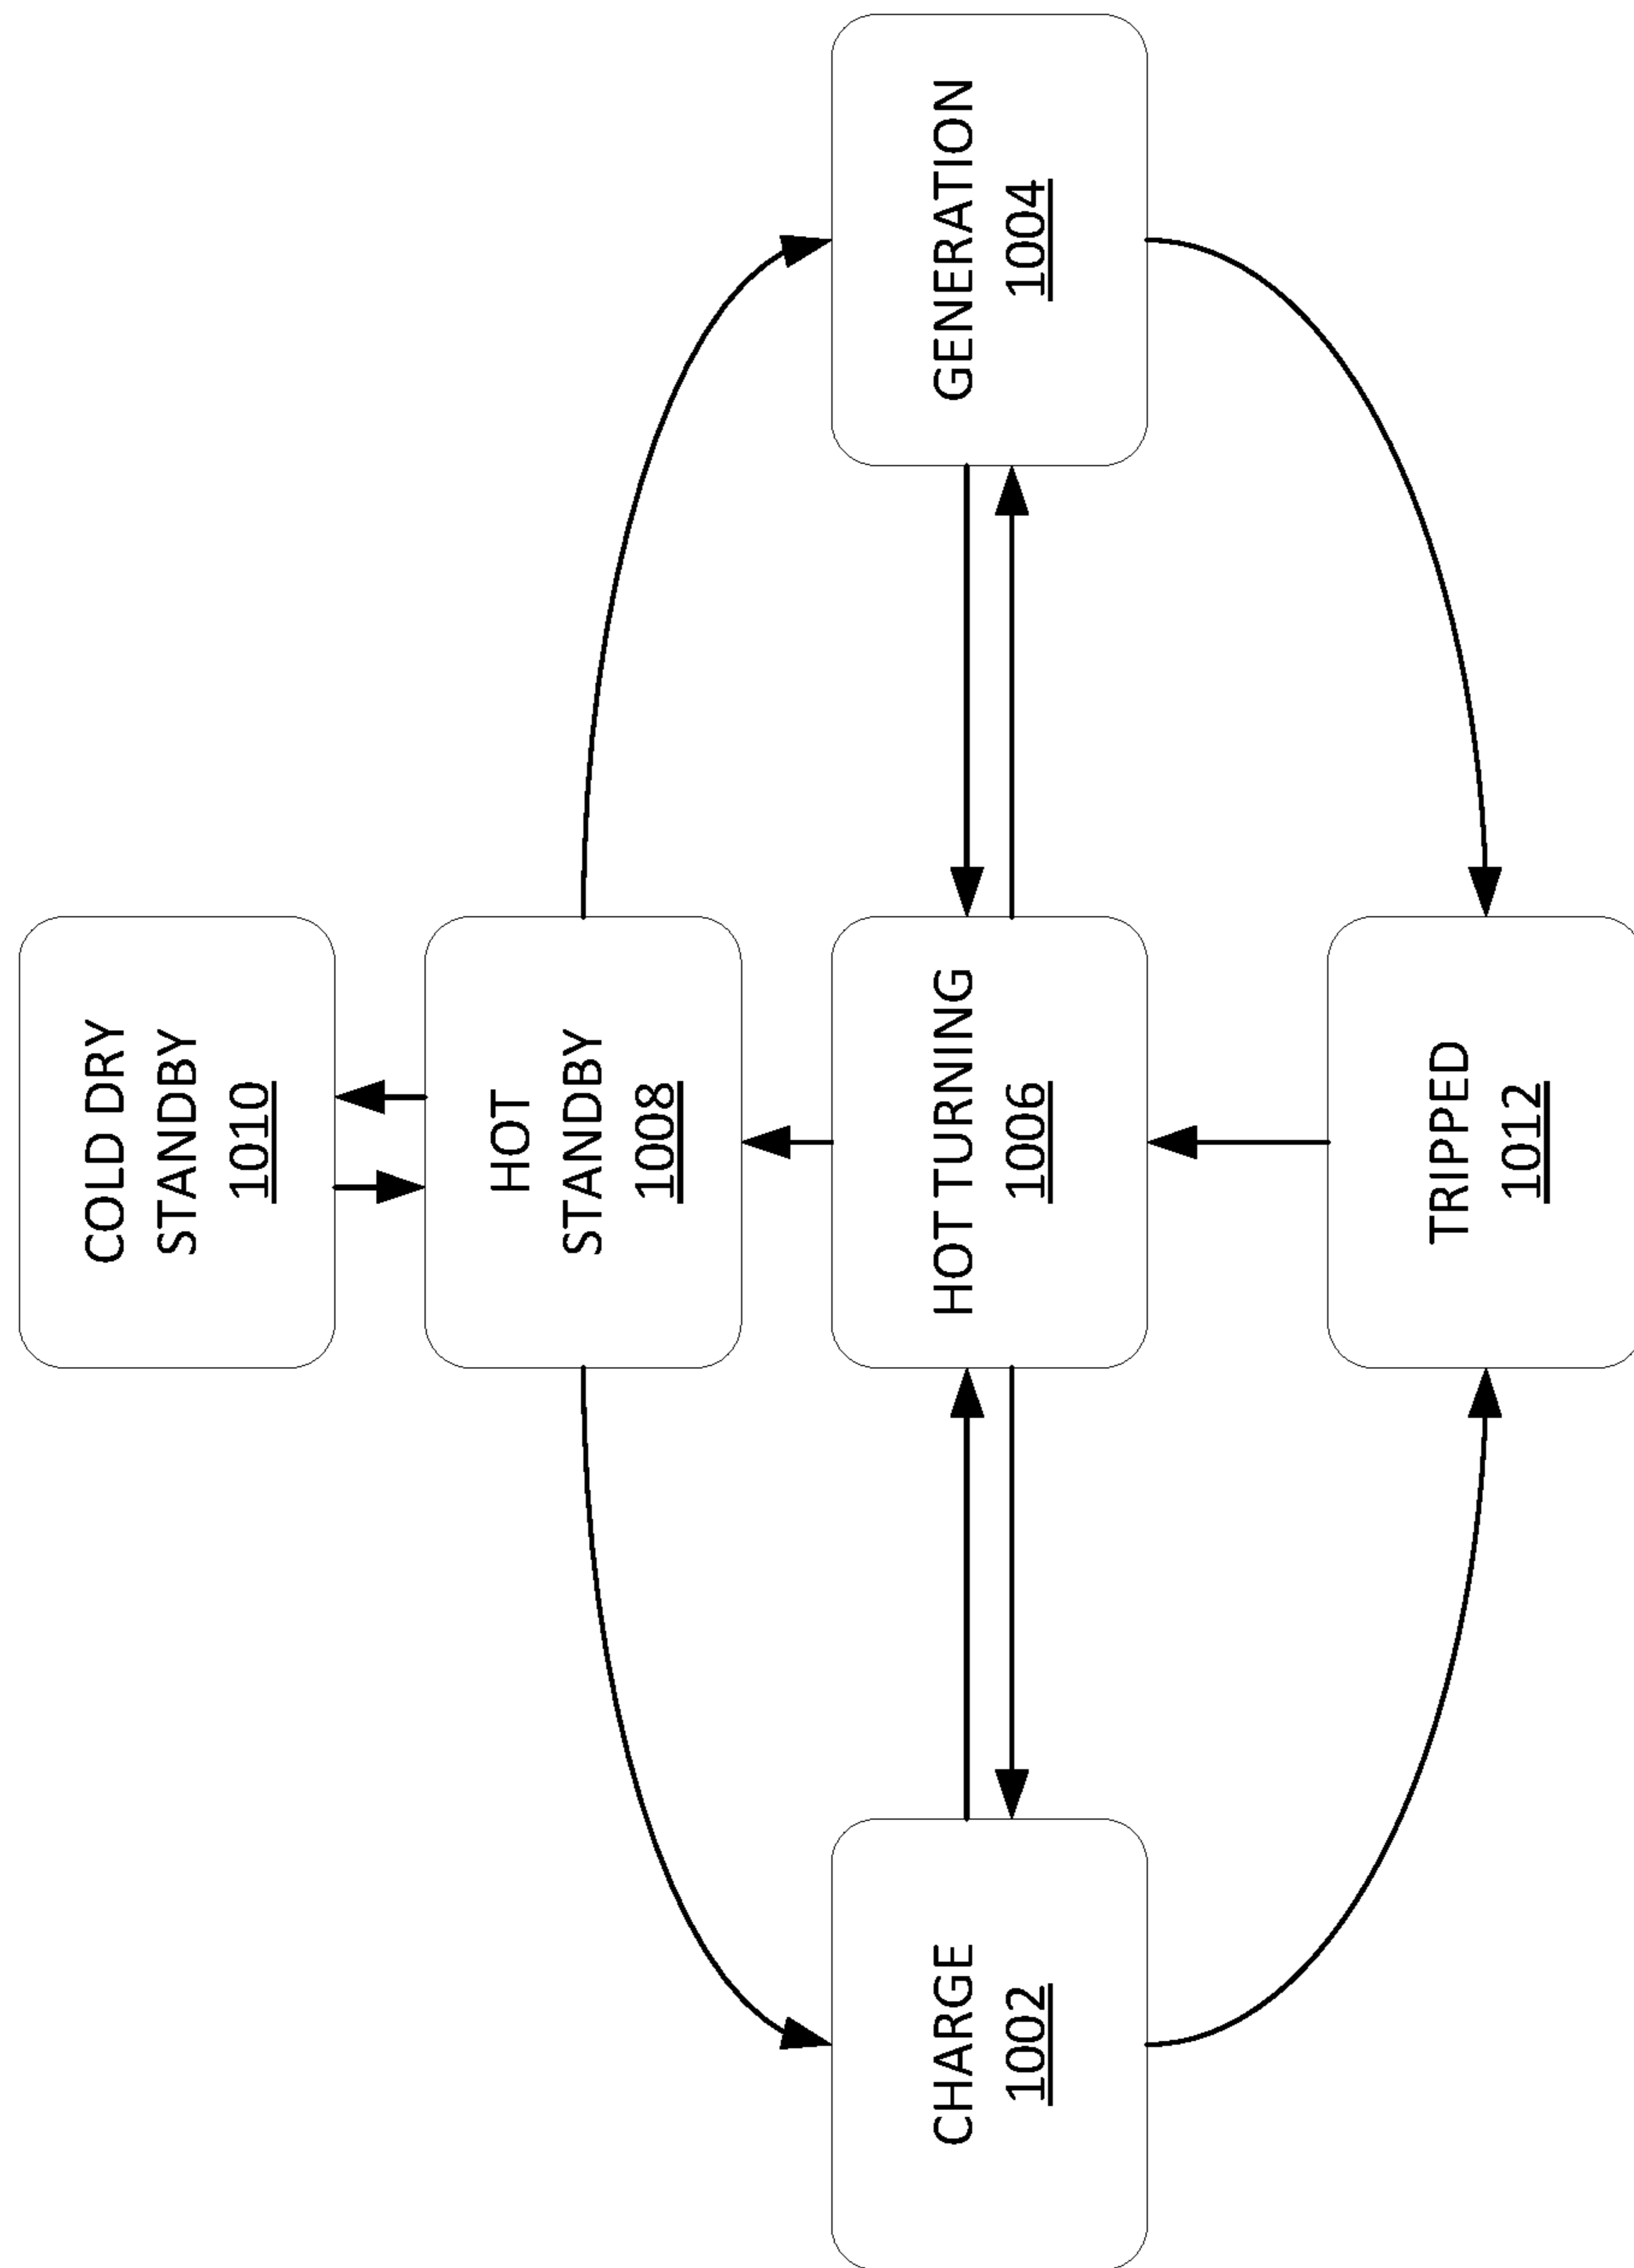 COLD DRY
STANDBY
1010
HOT
STANDBY
1008
CHARGE
1002
HOT TURNING
1006
GENERATION
1004
TRIPPED
1012